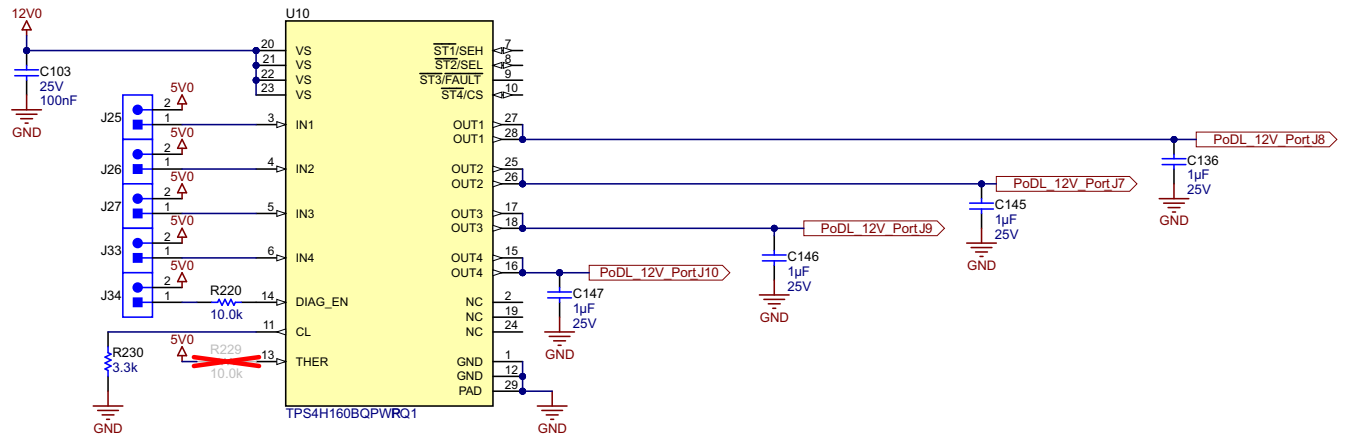 12V0
C103
25V
100nF
GND
U10
20 VS
21 VS
22 VS
23 VS
3 IN1
4 IN2
5 IN3
6 IN4
14 DIAG_EN
11 CL
13 THER
ST1/SEH 7
ST2/SEL 8
ST3/FAULT 9
ST4/CS 10
OUT1 27
OUT1 28
OUT2 25
OUT2 26
OUT3 17
OUT3 18
OUT4 15
OUT4 16
NC 2
NC 19
NC 24
GND 1
GND 12
PAD 29
TPS4H160BQPWRQ1
5V0
J25
2
1
5V0
J26
2
1
5V0
J27
2
1
5V0
J33
2
1
5V0
J34
2
1
R220
10.0k
R230
3.3k
GND
5V0
R229
10.0k
GND
PoDL_12V_PortJ8
C136
1µF
25V
GND
PoDL_12V_PortJ7
C145
1µF
25V
GND
PoDL_12V_PortJ9
C146
1µF
25V
GND
PoDL_12V_PortJ10
C147
1µF
25V
GND